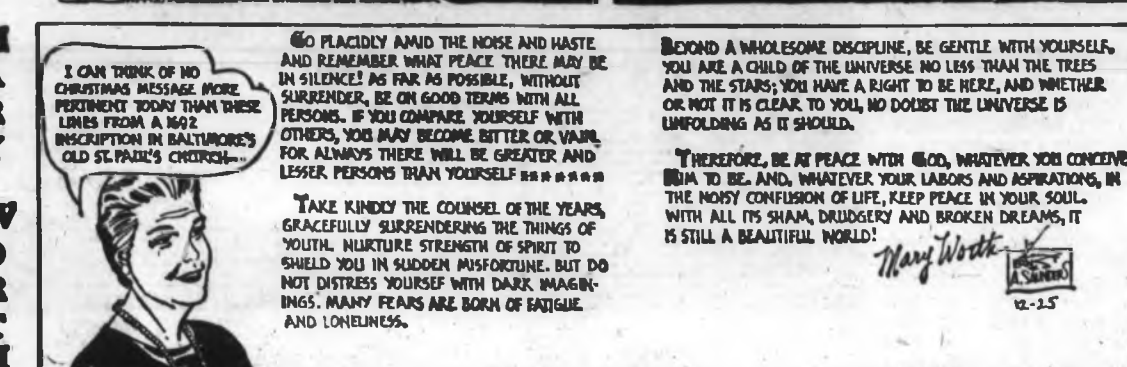 I CAN THINK OF NO
CHRISTMAS MESSAGE MORE
PERTINENT TODAY THAN THESE
LINES FROM A 1692
INSCRIPTION IN BALTIMORE'S
OLD ST. PAUL'S CHURCH...
GO PLACIDLY AMID THE NOISE AND HASTE
AND REMEMBER WHAT PEACE THERE MAY BE
IN SILENCE! AS FAR AS POSSIBLE, WITHOUT
SURRENDER, BE ON GOOD TERMS WITH ALL
PERSONS. IF YOU COMPARE YOURSELF WITH
OTHERS, YOU MAY BECOME BITTER OR VAIN.
FOR ALWAYS THERE WILL BE GREATER AND
LESSER PERSONS THAN YOURSELF *******
TAKE KINDLY THE COUNSEL OF THE YEARS,
GRACEFULLY SURRENDERING THE THINGS OF
YOUTH. NURTURE STRENGTH OF SPIRIT TO
SHIELD YOU IN SUDDEN MISFORTUNE. BUT DO
NOT DISTRESS YOURSEF WITH DARK IMAGIN-
INGS. MANY FEARS ARE BORN OF FATIGUE
AND LONELINESS.
BEYOND A WHOLESOME DISCIPLINE, BE GENTLE WITH YOURSELF.
YOU ARE A CHILD OF THE UNIVERSE NO LESS THAN THE TREES
AND THE STARS; YOU HAVE A RIGHT TO BE HERE, AND WHETHER
OR NOT IT IS CLEAR TO YOU, NO DOUBT THE UNIVERSE IS
UNFOLDING AS IT SHOULD.
THEREFORE, BE AT PEACE WITH GOD, WHATEVER YOU CONCEIVE
HIM TO BE. AND, WHATEVER YOUR LABORS AND ASPIRATIONS, IN
THE NOISY CONFUSION OF LIFE, KEEP PEACE IN YOUR SOUL.
WITH ALL ITS SHAM, DRUDGERY AND BROKEN DREAMS, IT
IS STILL A BEAUTIFUL WORLD!
Mary Worth
A. SAUNDERS
12-25